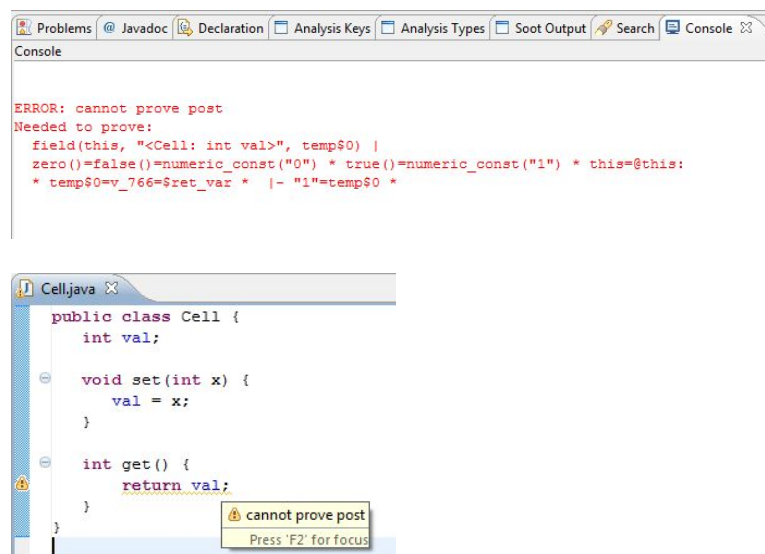 Problems @ Javadoc Declaration Analysis Keys Analysis Types Soot Output Search Console
Console
ERROR: cannot prove post
Needed to prove:
field(this, "<Cell: int val>", temp$0) |
zero()=false()=numeric_const("0") * true()=numeric_const("1") * this=@this:
* temp$0=v_766=$ret_var *  |- "1"=temp$0 *
Cell.java
public class Cell {
int val;
void set(int x) {
val = x;
}
int get() {
return val;
}
cannot prove post
}
Press 'F2' for focus